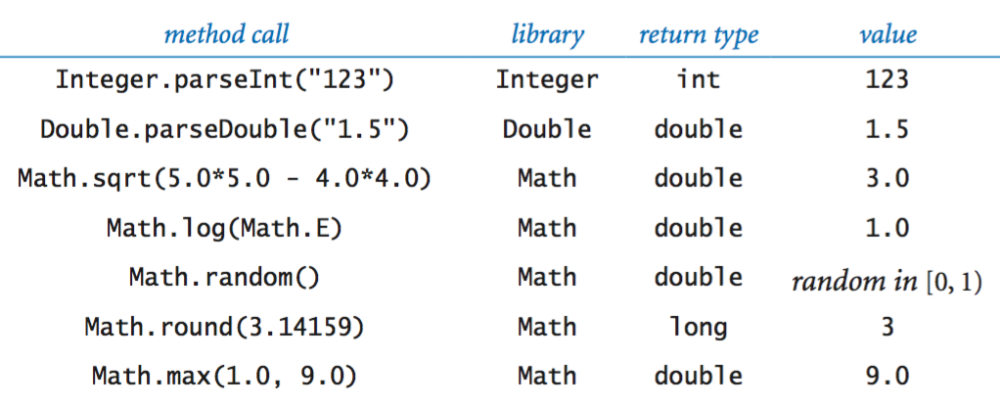 method call library return type value
Integer.parseInt("123") Integer int 123
Double.parseDouble("1.5") Double double 1.5
Math.sqrt(5.0*5.0 - 4.0*4.0) Math double 3.0
Math.log(Math.E) Math double 1.0
Math.random() Math double random in [0, 1)
Math.round(3.14159) Math long 3
Math.max(1.0, 9.0) Math double 9.0